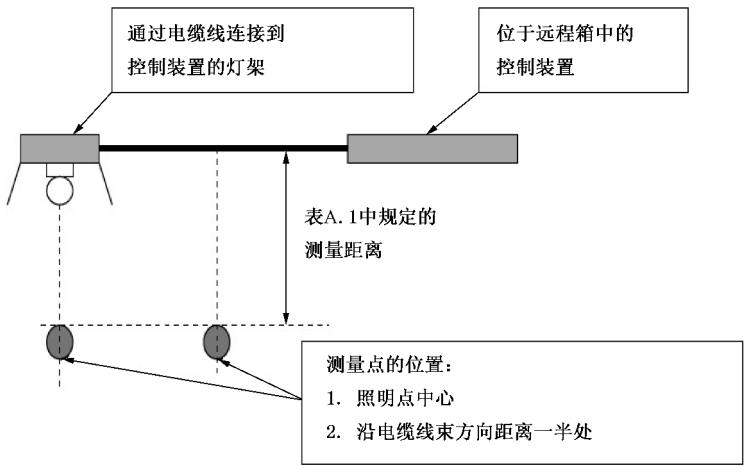 通过电缆线连接到
控制装置的灯架
位于远程箱中的
控制装置
表A.1中规定的
测量距离
测量点的位置:
1. 照明点中心
2. 沿电缆线束方向距离一半处